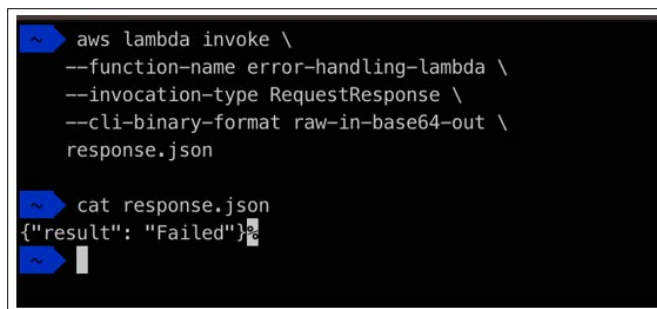 ~ aws lambda invoke \
--function-name error-handling-lambda \
--invocation-type RequestResponse \
--cli-binary-format raw-in-base64-out \
response.json
~ cat response.json
{"result": "Failed"}%
~